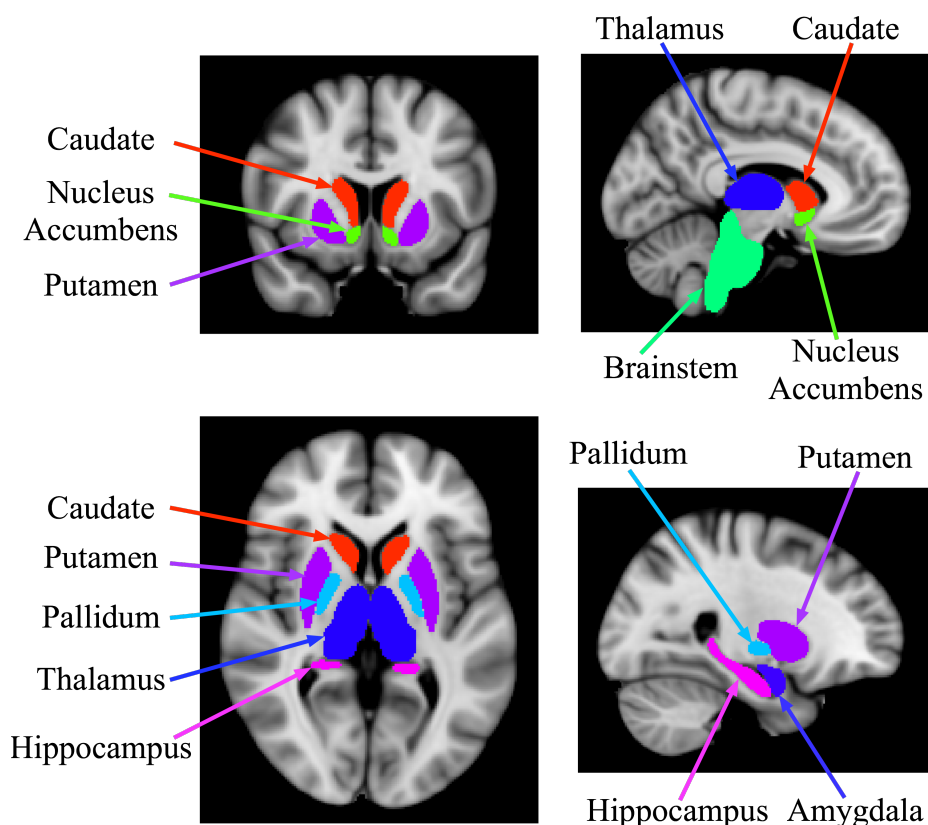 Caudate
Nucleus
Accumbens
Putamen
Thalamus
Caudate
Brainstem
Nucleus
Accumbens
Caudate
Putamen
Pallidum
Thalamus
Hippocampus
Pallidum
Putamen
Hippocampus
Amygdala